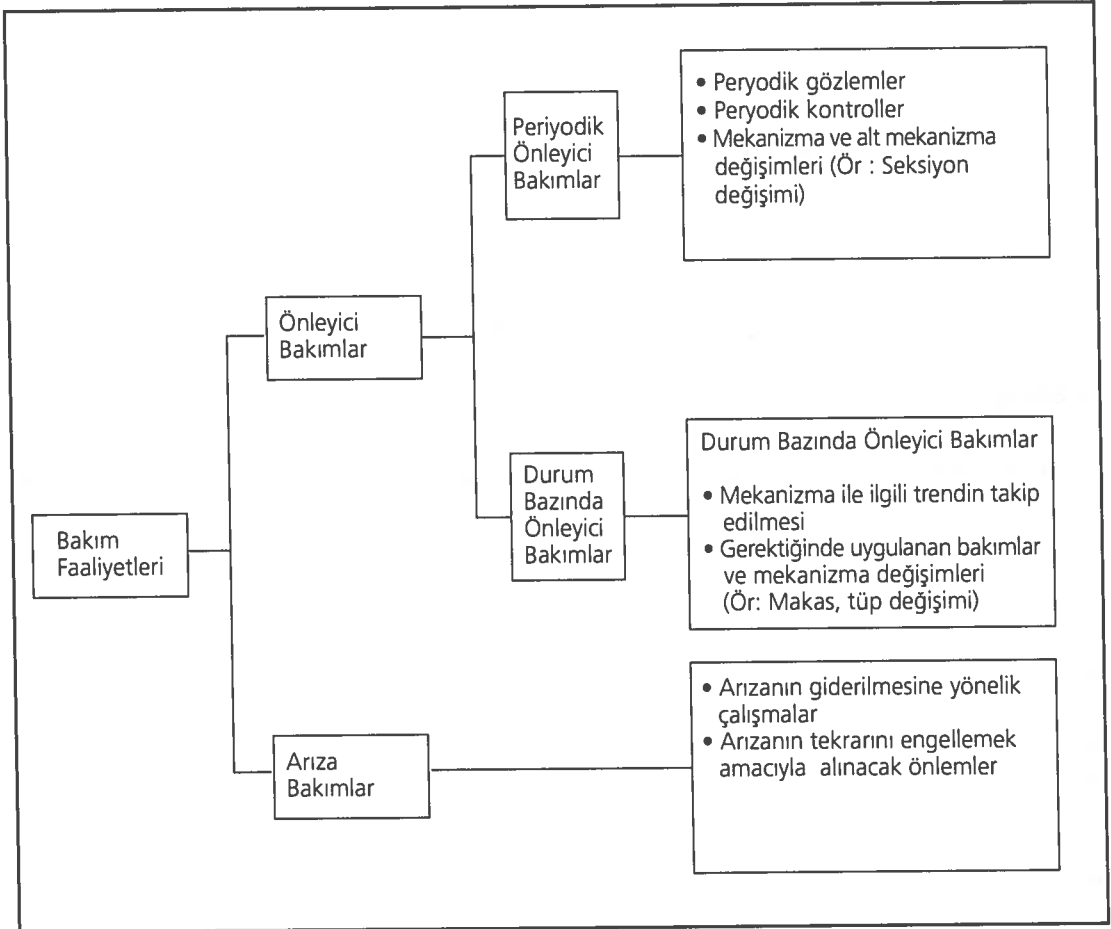 Bakım
Faaliyetleri
Önleyici
Bakımlar
Periyodik
Önleyici
Bakımlar
• Peryodik gözlemler
• Peryodik kontroller
• Mekanizma ve alt mekanizma
değişimleri (Ör : Seksiyon
değişimi)
Durum
Bazında
Önleyici
Bakımlar
Durum Bazında Önleyici Bakımlar
• Mekanizma ile ilgili trendin takip
edilmesi
• Gerektiğinde uygulanan bakımlar
ve mekanizma değişimleri
(Ör: Makas, tüp değişimi)
Arıza
Bakımlar
• Arızanın giderilmesine yönelik
çalışmalar
• Arızanın tekrarını engellemek
amacıyla alınacak önlemler